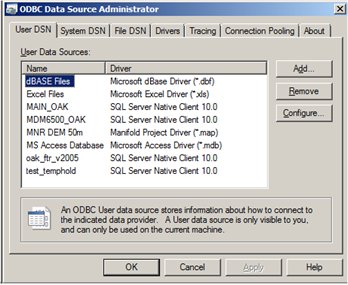 ODBC Data Source Administrator
User DSN System DSN File DSN Drivers Tracing Connection Pooling About
User Data Sources:
Name Driver
dBASE Files Microsoft dBase Driver (*.dbf)
Excel Files Microsoft Excel Driver (*.xls)
MAIN_OAK SQL Server Native Client 10.0
MDM6500_OAK SQL Server Native Client 10.0
MNR DEM 50m Manifold Project Driver (*.map)
MS Access Database Microsoft Access Driver (*.mdb)
oak_ftr_v2005 SQL Server Native Client 10.0
test_temphold SQL Server Native Client 10.0
Add...
Remove
Configure...
An ODBC User data source stores information about how to connect to
the indicated data provider. A User data source is only visible to you,
and can only be used on the current machine.
OK Cancel Apply Help